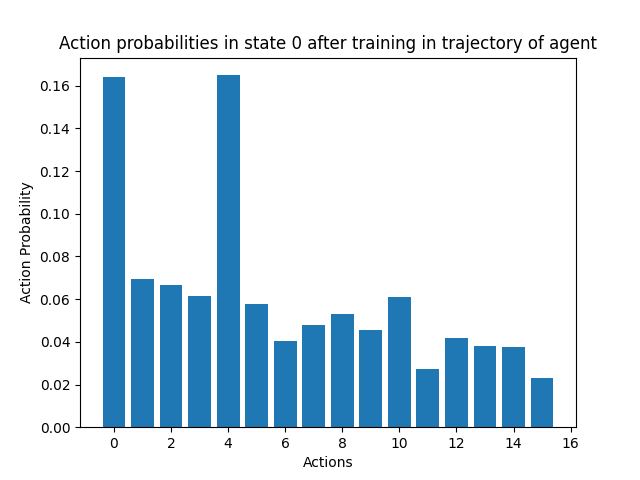 Action probabilities in state 0 after training in trajectory of agent
Action Probability
0.16
0.14
0.12
0.10
0.08
0.06
0.04
0.02
0.00
0 2 4 6 8 10 12 14 16
Actions